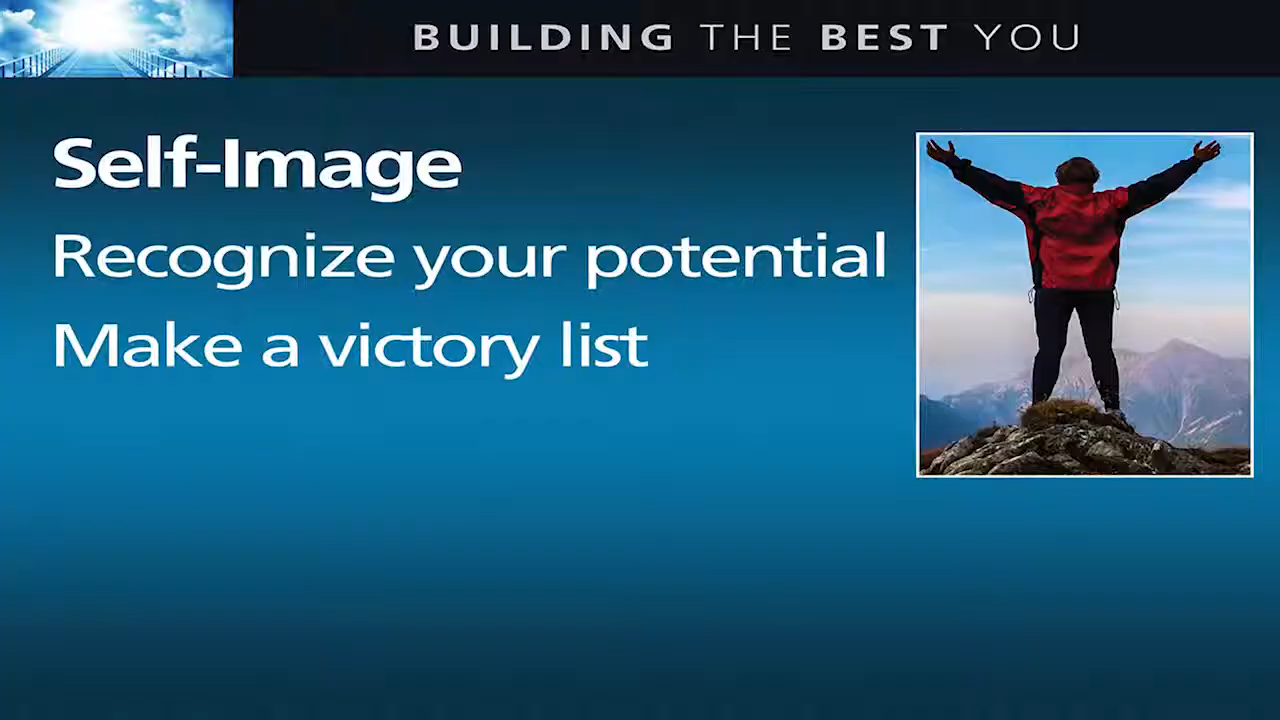 BUILDING THE BEST YOU
Self-Image
Recognize your potential
Make a victory list